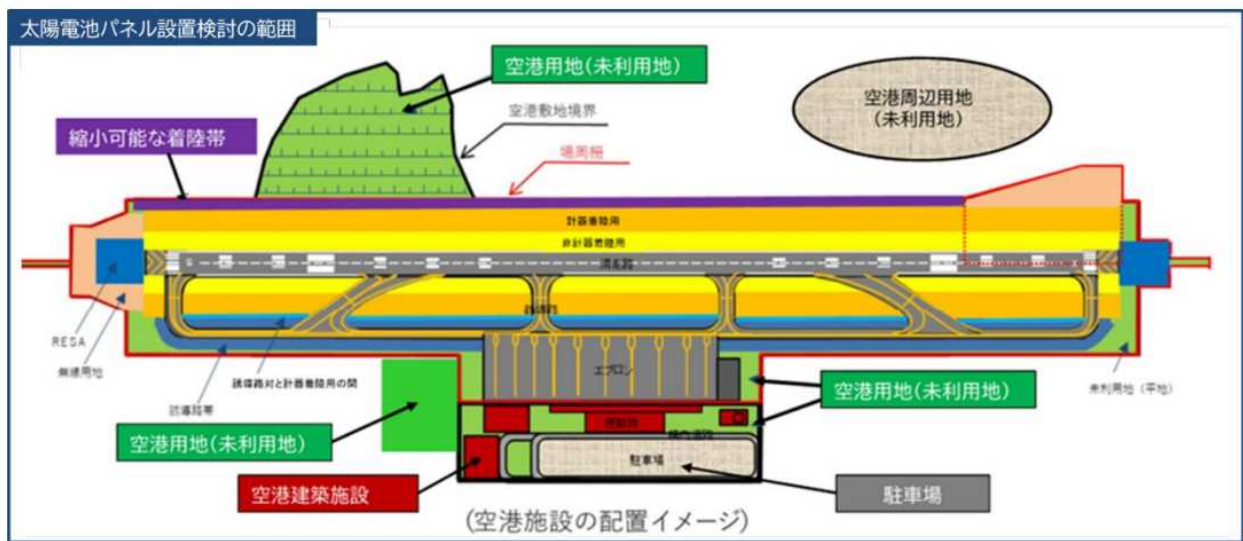 太陽電池パネル設置検討の範囲
空港用地(未利用地)
空港周辺用地
(未利用地)
空港敷地境界
縮小可能な着陸帯
場周柵
計器着陸用
非計器着陸用
滑走路
誘導路
RESA
無線用地
エプロン
誘導路対と計器着陸用の間
未利用地(平地)
誘導路帯
空港用地(未利用地)
空港用地(未利用地)
構内道路
駐車場
空港建築施設
駐車場
(空港施設の配置イメージ)